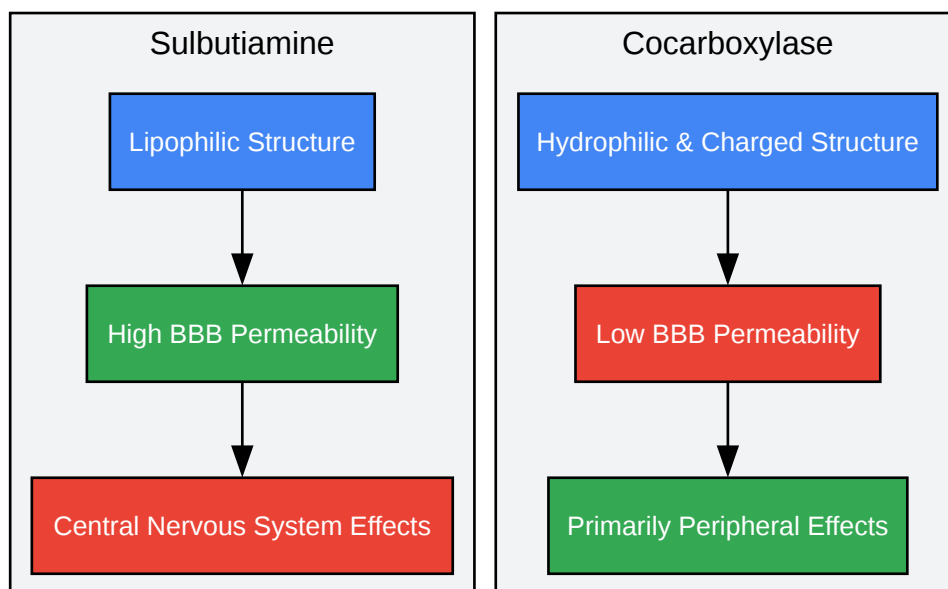 Sulbutiamine
Lipophilic Structure
High BBB Permeability
Central Nervous System Effects
Cocarboxylase
Hydrophilic & Charged Structure
Low BBB Permeability
Primarily Peripheral Effects